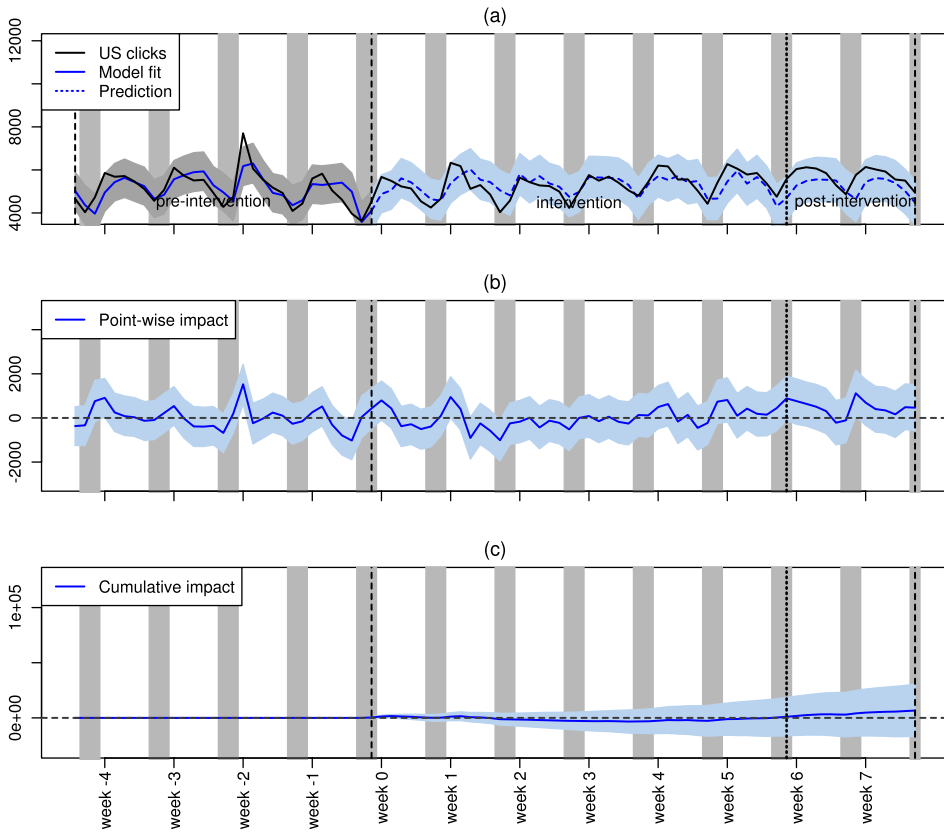 (a)
12000
8000
4000
US clicks
Model fit
Prediction
pre-intervention
intervention
post-intervention
(b)
2000
0
-2000
Point-wise impact
(c)
1e+05
0e+00
Cumulative impact
week -4
week -3
week -2
week -1
week 0
week 1
week 2
week 3
week 4
week 5
week 6
week 7